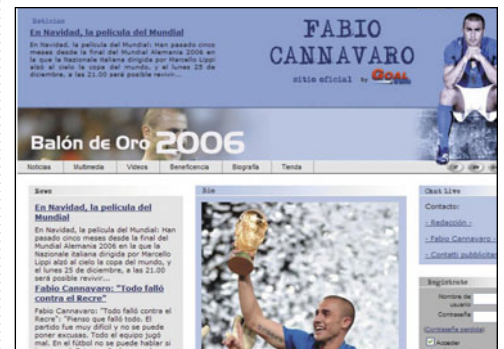 Noticias
En Navidad, la película del Mundial
En Navidad, la película del Mundial: Han pasado cinco
meses desde la final del Mundial Alemania 2006 en
la que la Nazionale italiana dirigida por Marcello Lippi
alzó al cielo la copa del mundo, y el lunes 25 de
diciembre, a las 21.00 será posible revivir...
FABIO
CANNAVARO
sitio oficial by GOAL
Balón de Oro 2006
Noticias Multimedia Videos Beneficencia Biografía Tienda
News
En Navidad, la película del
Mundial
En Navidad, la película del Mundial: Han
pasado cinco meses desde la final del
Mundial Alemania 2006 en la que la
Nazionale italiana dirigida por Marcello
Lippi alzó al cielo la copa del mundo, y
el lunes 25 de diciembre, a las 21.00
será posible revivir...
Fabio Cannavaro: "Todo falló
contra el Recre"
Fabio Cannavaro: "Todo falló contra el
Recre": "Pienso que falló todo. El
partido fue muy difícil y no se puede
poner excusas. Todo el equipo jugó
mal. En el fútbol no se puede hablar si
Bio
Chat Live
Contacto:
- Redacción -
- Fabio Cannavaro -
- Contatti pubblicitari
Registrate
Nombre de
usuario
Contraseña
¿Contraseña perdida?
Acceder